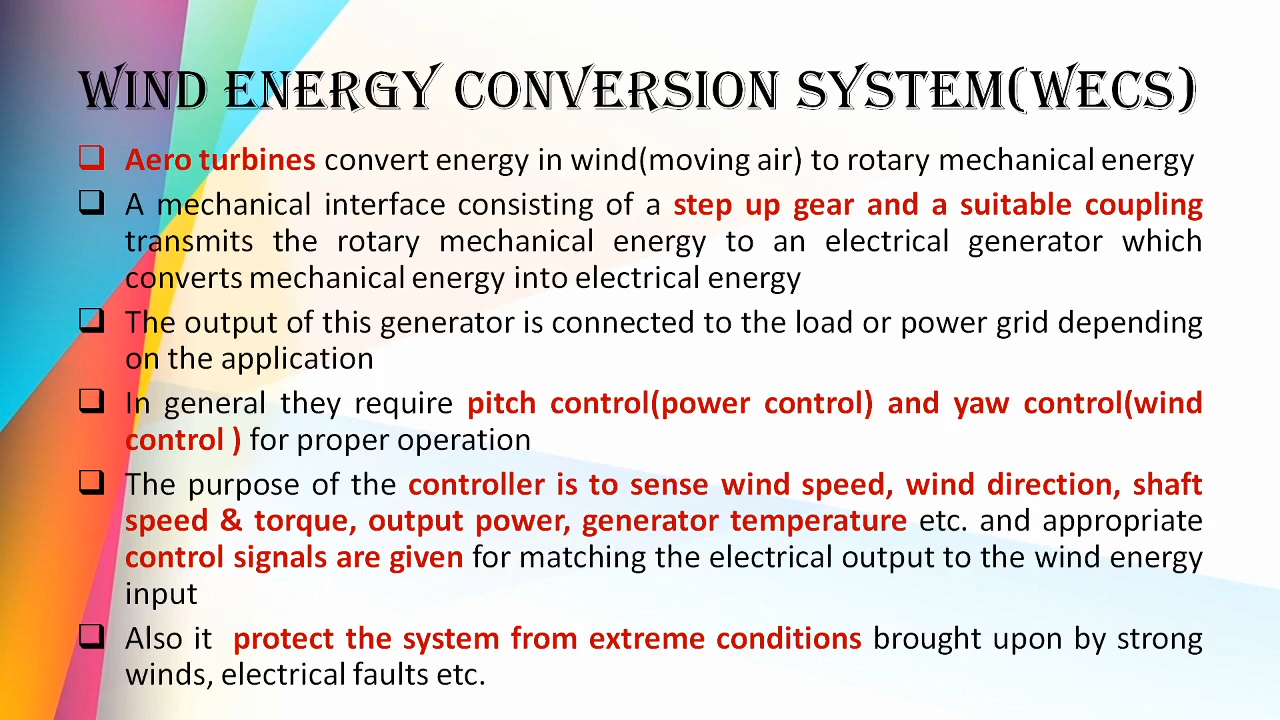 WIND ENERGY CONVERSION SYSTEM(WECS)
❑ Aero turbines convert energy in wind(moving air) to rotary mechanical energy
❑ A mechanical interface consisting of a step up gear and a suitable coupling
transmits the rotary mechanical energy to an electrical generator which
converts mechanical energy into electrical energy
❑ The output of this generator is connected to the load or power grid depending
on the application
❑ In general they require pitch control(power control) and yaw control(wind
control ) for proper operation
❑ The purpose of the controller is to sense wind speed, wind direction, shaft
speed & torque, output power, generator temperature etc. and appropriate
control signals are given for matching the electrical output to the wind energy
input
❑ Also it protect the system from extreme conditions brought upon by strong
winds, electrical faults etc.